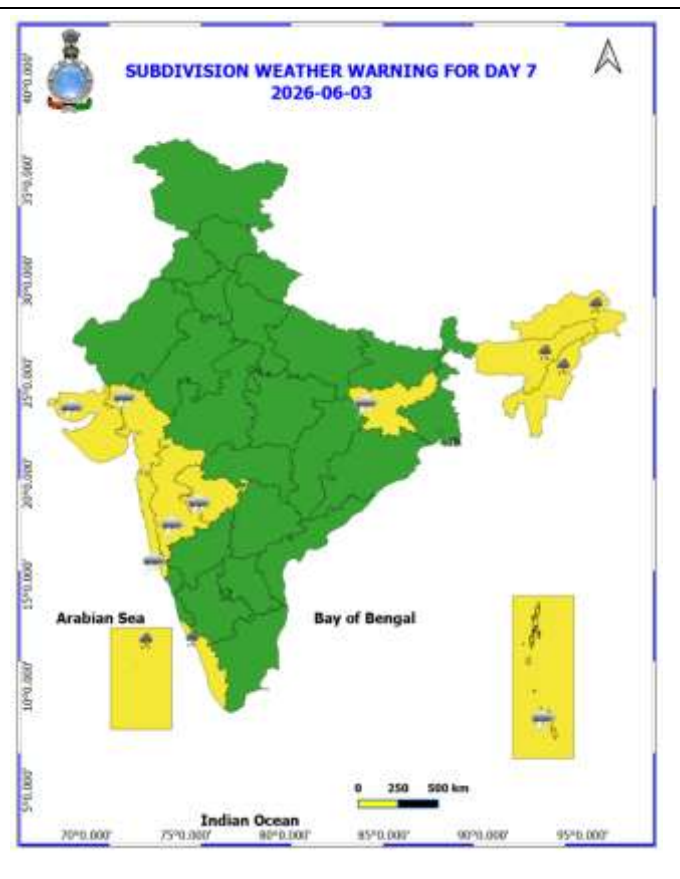 SUBDIVISION WEATHER WARNING FOR DAY 7
2026-06-03
40°0.000'
35°0.000'
30°0.000'
25°0.000'
20°0.000'
15°0.000'
10°0.000'
5°0.000'
Arabian Sea
Bay of Bengal
0 250 500 km
Indian Ocean
70°0.000' 75°0.000' 80°0.000' 85°0.000' 90°0.000' 95°0.000'